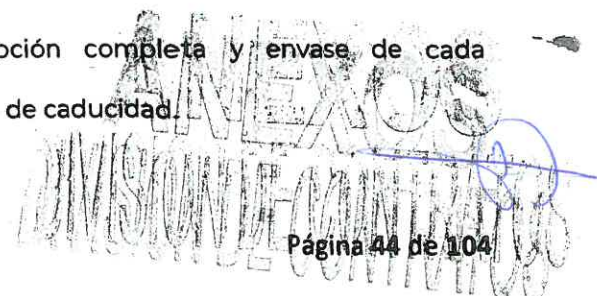 pción completa y envase de cada
de caducidad.
ANEXOS
DIVISIÓN DE CONTRATOS
Página 44 de 104